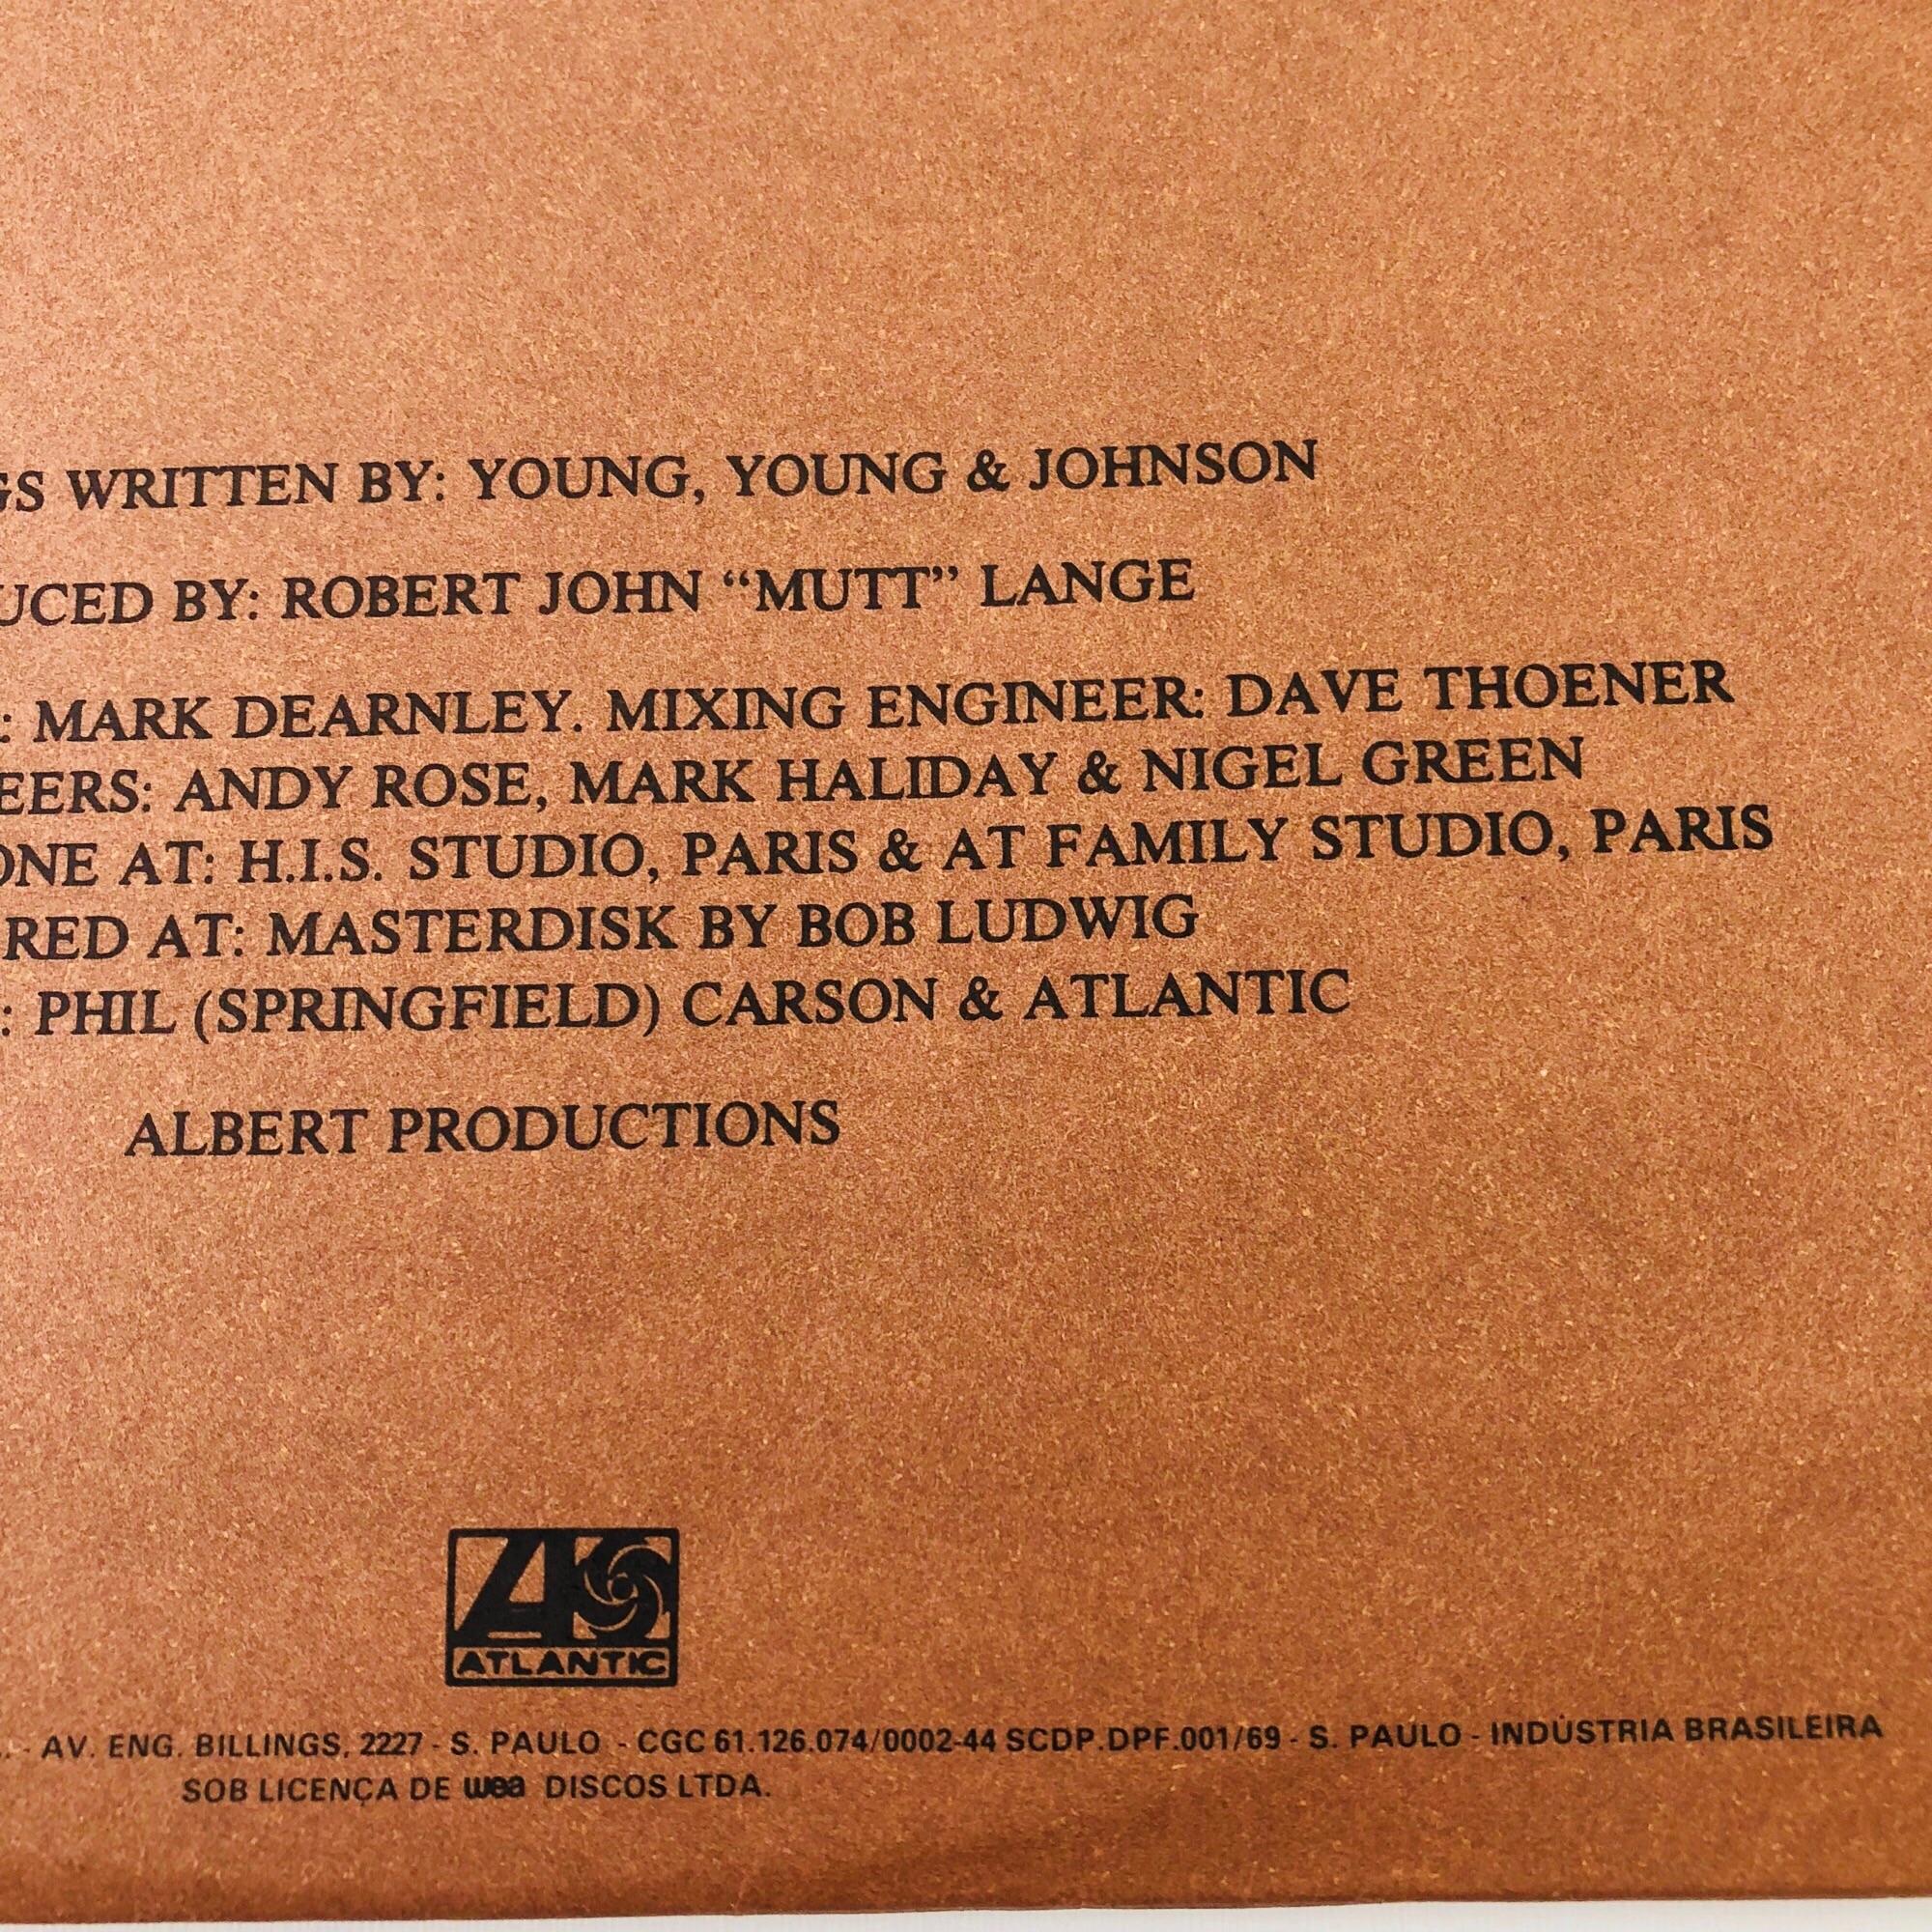 GS WRITTEN BY: YOUNG, YOUNG & JOHNSON
UCED BY: ROBERT JOHN “MUTT” LANGE
: MARK DEARNLEY. MIXING ENGINEER: DAVE THOENER
EERS: ANDY ROSE, MARK HALIDAY & NIGEL GREEN
ONE AT: H.I.S. STUDIO, PARIS & AT FAMILY STUDIO, PARIS
RED AT: MASTERDISK BY BOB LUDWIG
: PHIL (SPRINGFIELD) CARSON & ATLANTIC
ALBERT PRODUCTIONS
ATLANTIC
. - AV. ENG. BILLINGS, 2227 - S. PAULO - CGC 61.126.074/0002-44 SCDP.DPF.001/69 - S. PAULO - INDÚSTRIA BRASILEIRA
SOB LICENÇA DE wea DISCOS LTDA.